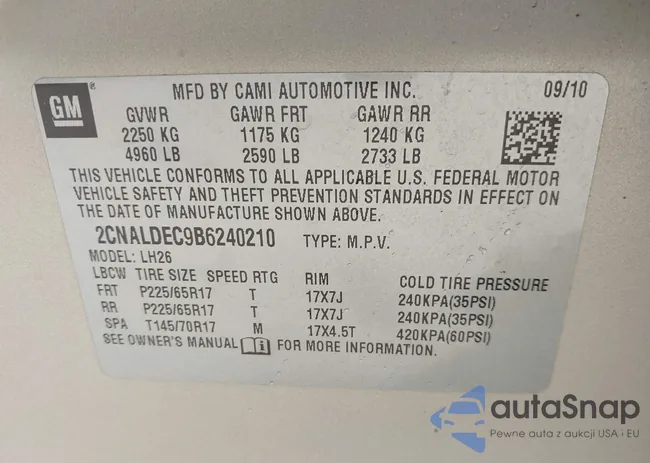 GM
®
MFD BY CAMI AUTOMOTIVE INC. 09/10
GVWR GAWR FRT GAWR RR
2250 KG 1175 KG 1240 KG
4960 LB 2590 LB 2733 LB
THIS VEHICLE CONFORMS TO ALL APPLICABLE U.S. FEDERAL MOTOR
VEHICLE SAFETY AND THEFT PREVENTION STANDARDS IN EFFECT ON
THE DATE OF MANUFACTURE SHOWN ABOVE.
2CNALDEC9B6240210 TYPE: M.P.V.
MODEL: LH26
LBCW TIRE SIZE SPEED RTG RIM COLD TIRE PRESSURE
FRT P225/65R17 T 17X7J 240KPA(35PSI)
RR P225/65R17 T 17X7J 240KPA(35PSI)
SPA T145/70R17 M 17X4.5T 420KPA(60PSI)
SEE OWNER'S MANUAL FOR MORE INFORMATION.
autaSnap
Pewne auta z aukcji USA i EU